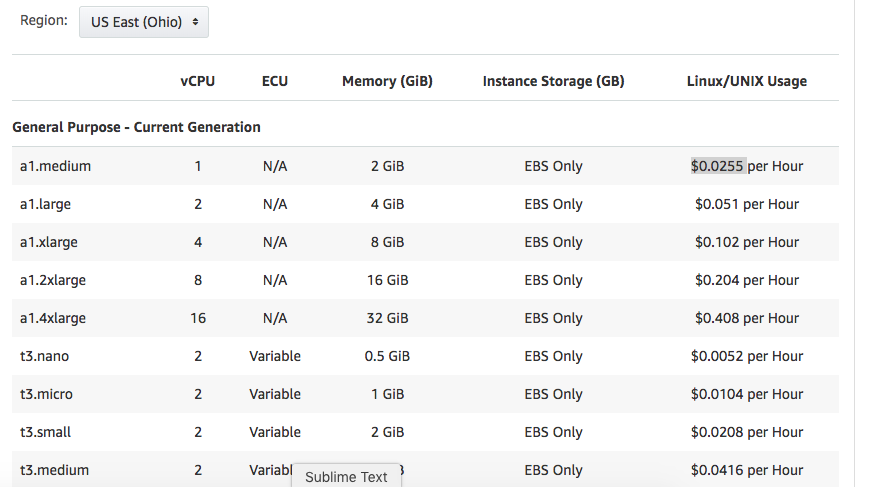 Region: US East (Ohio)
vCPU ECU Memory (GiB) Instance Storage (GB) Linux/UNIX Usage
General Purpose - Current Generation
a1.medium 1 N/A 2 GiB EBS Only $0.0255 per Hour
a1.large 2 N/A 4 GiB EBS Only $0.051 per Hour
a1.xlarge 4 N/A 8 GiB EBS Only $0.102 per Hour
a1.2xlarge 8 N/A 16 GiB EBS Only $0.204 per Hour
a1.4xlarge 16 N/A 32 GiB EBS Only $0.408 per Hour
t3.nano 2 Variable 0.5 GiB EBS Only $0.0052 per Hour
t3.micro 2 Variable 1 GiB EBS Only $0.0104 per Hour
t3.small 2 Variable 2 GiB EBS Only $0.0208 per Hour
t3.medium 2 EBS Only $0.0416 per Hour
Sublime Text